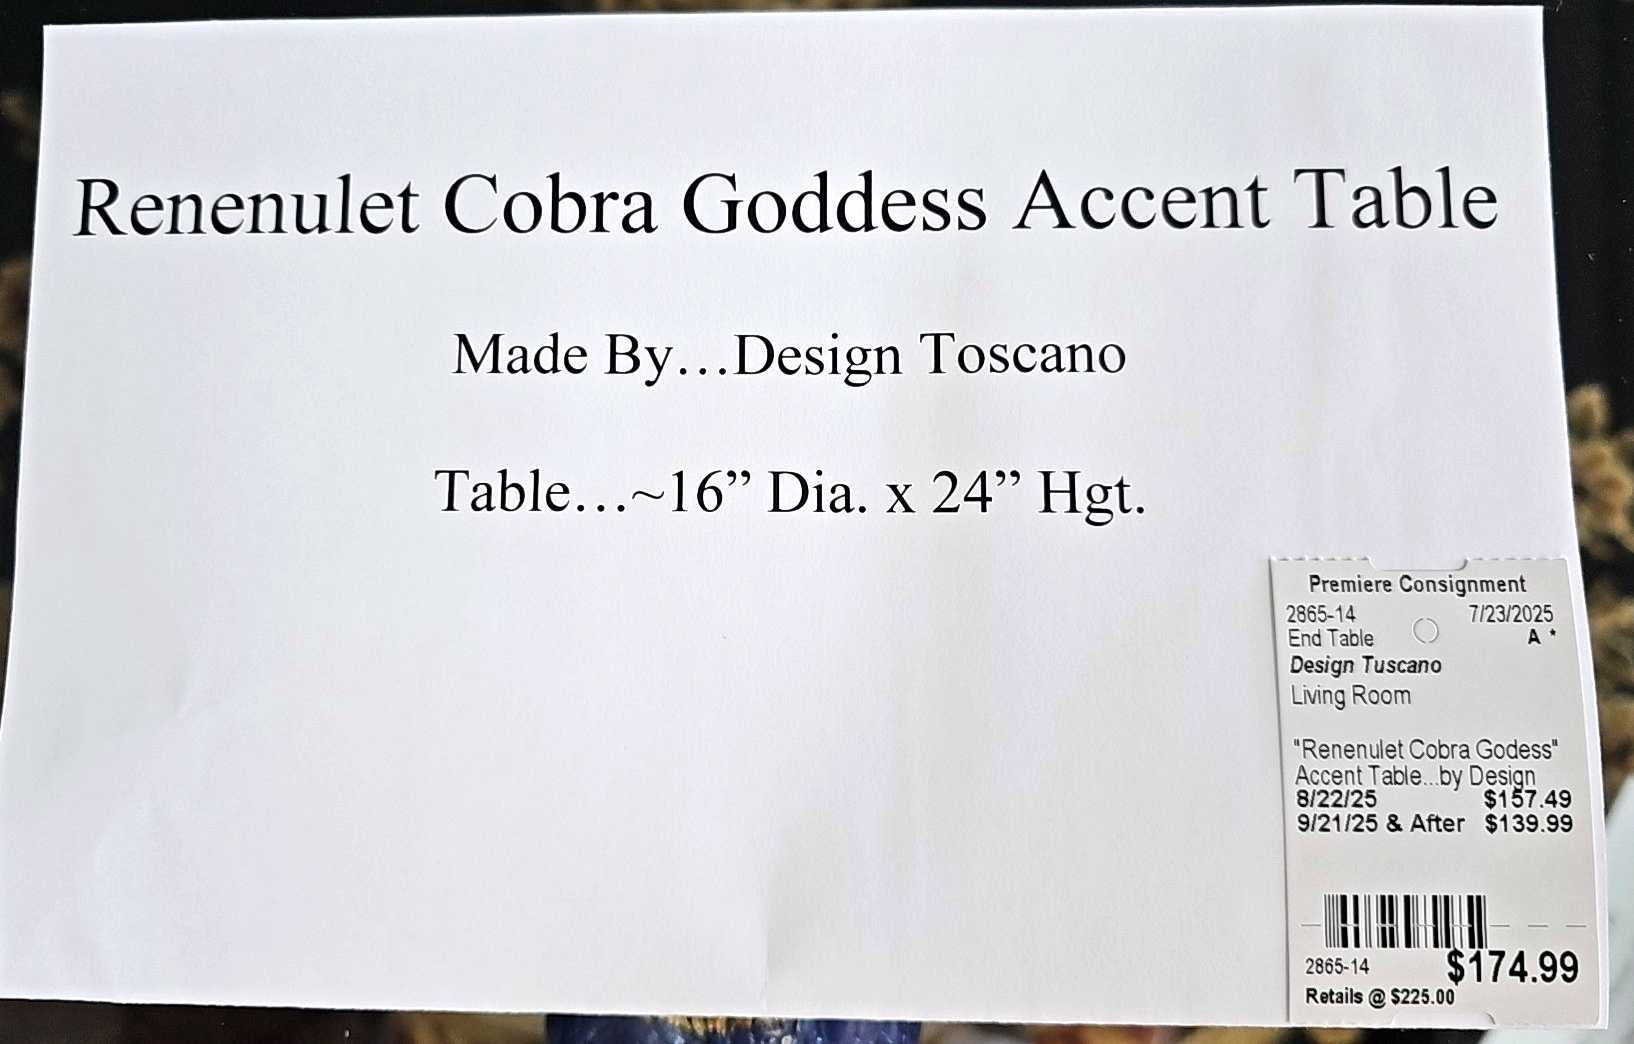 Renenulet Cobra Goddess Accent Table
Made By…Design Toscano
Table…~16” Dia. x 24” Hgt.
Premiere Consignment
2865-14 7/23/2025
End Table A *
Design Tuscano
Living Room
"Renenulet Cobra Godess"
Accent Table...by Design
8/22/25 $157.49
9/21/25 & After $139.99
2865-14 $174.99
Retails @ $225.00